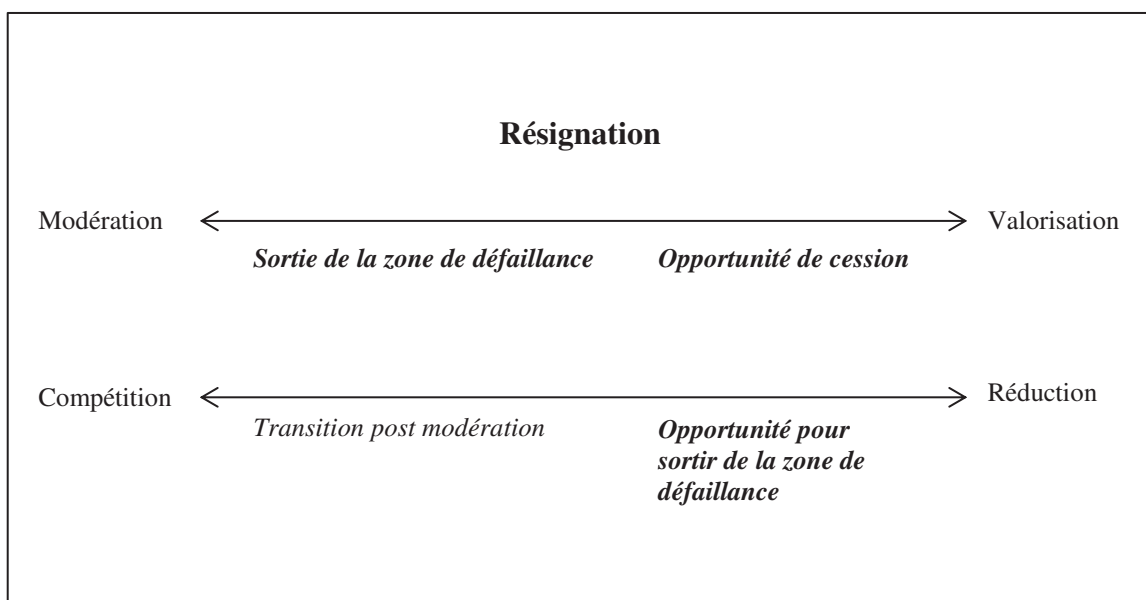 Résignation
Modération
Valorisation
Sortie de la zone de défaillance
Opportunité de cession
Compétition
Réduction
Transition post modération
Opportunité pour
sortir de la zone de
défaillance